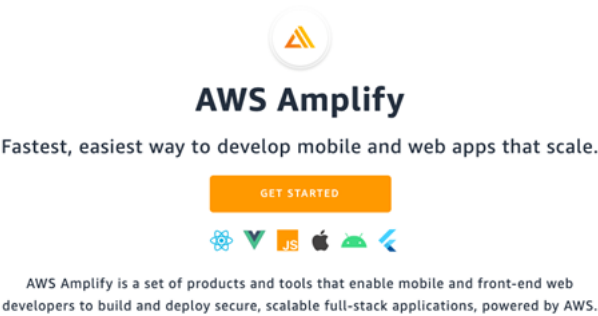 AWS Amplify
Fastest, easiest way to develop mobile and web apps that scale.
GET STARTED
JS
AWS Amplify is a set of products and tools that enable mobile and front-end web
developers to build and deploy secure, scalable full-stack applications, powered by AWS.